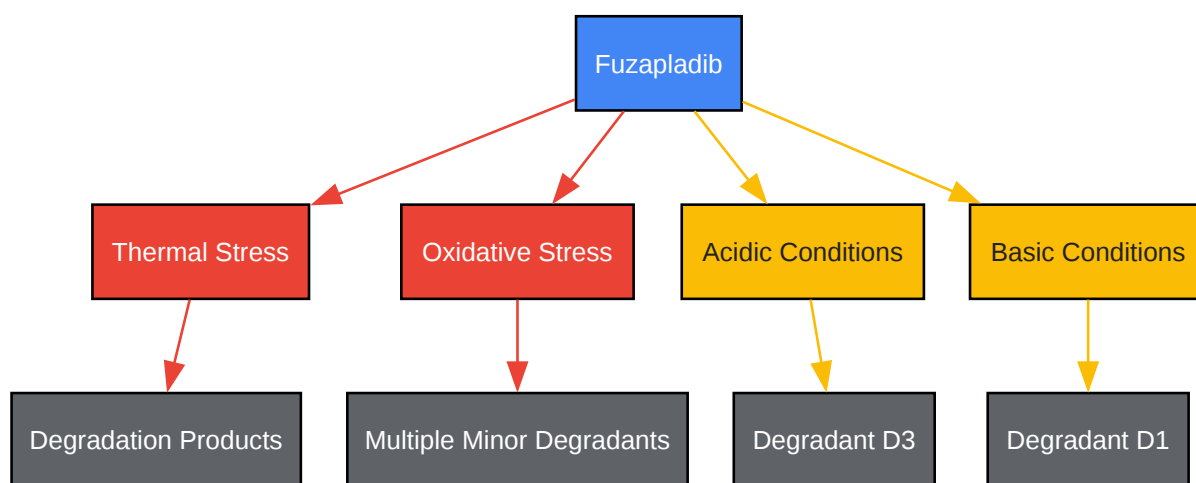 Fuzapladib
Thermal Stress
Oxidative Stress
Acidic Conditions
Basic Conditions
Degradation Products
Multiple Minor Degradants
Degradant D3
Degradant D1